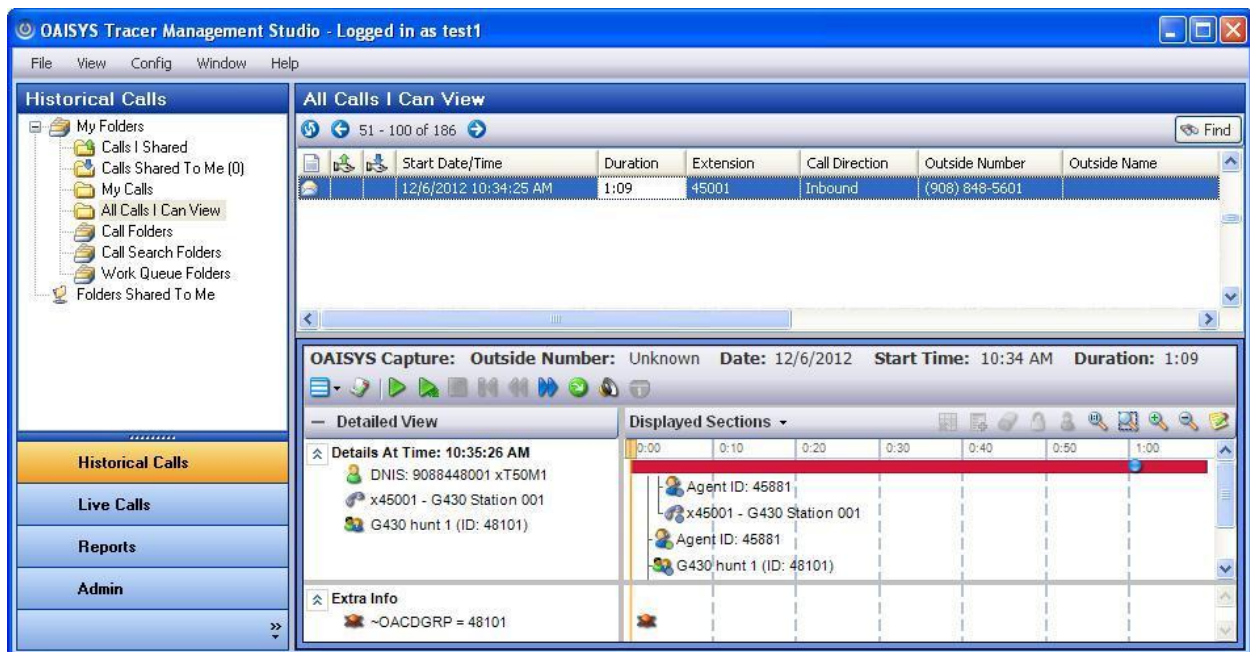 OAISYS Tracer Management Studio - Logged in as test1
File View Config Window Help
Historical Calls
My Folders
Calls I Shared
Calls Shared To Me (0)
My Calls
All Calls I Can View
Call Folders
Call Search Folders
Work Queue Folders
Folders Shared To Me
Historical Calls
Live Calls
Reports
Admin
All Calls I Can View
51 - 100 of 186
Find
Start Date/Time Duration Extension Call Direction Outside Number Outside Name
12/6/2012 10:34:25 AM 1:09 45001 Inbound (908) 848-5601
OAISYS Capture: Outside Number: Unknown Date: 12/6/2012 Start Time: 10:34 AM Duration: 1:09
Detailed View
Details At Time: 10:35:26 AM
DNIS: 9088448001 xT50M1
x45001 - G430 Station 001
G430 hunt 1 (ID: 48101)
Extra Info
~OACDGRP = 48101
Displayed Sections
0:00 0:10 0:20 0:30 0:40 0:50 1:00
Agent ID: 45881
x45001 - G430 Station 001
Agent ID: 45881
G430 hunt 1 (ID: 48101)